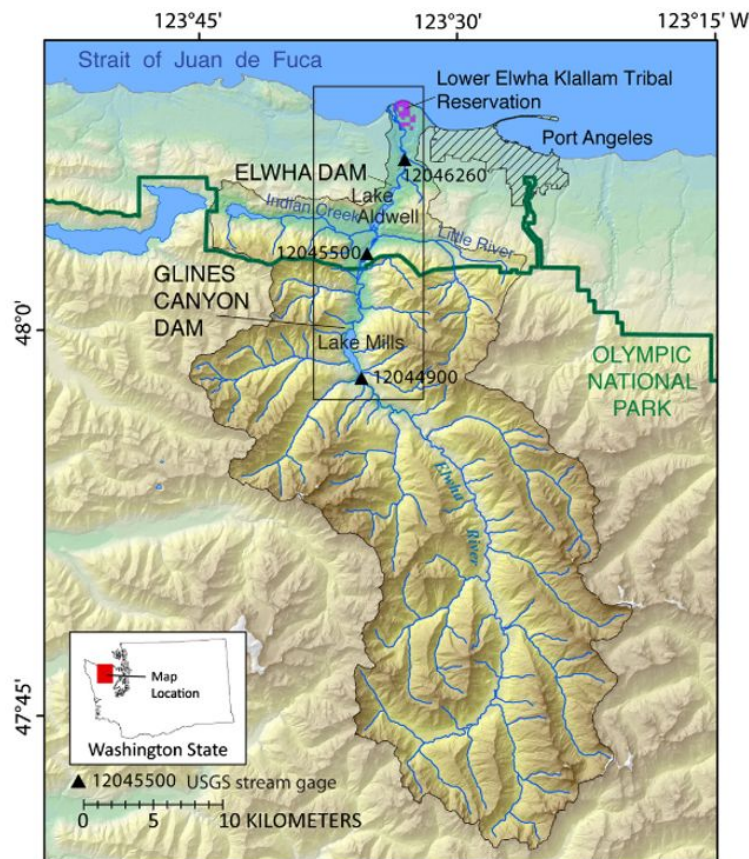 123°45'
123°30'
123°15' W
Strait of Juan de Fuca
Lower Elwha Klallam Tribal
Reservation
Port Angeles
ELWHA DAM
12046260
Lake
Aldwell
Indian Creek
Little River
12045500
GLINES
CANYON
DAM
48°0'
Lake Mills
OLYMPIC
NATIONAL
PARK
12044900
Elwha
River
47°45'
Map
Location
Washington State
12045500 USGS stream gage
0 5 10 KILOMETERS